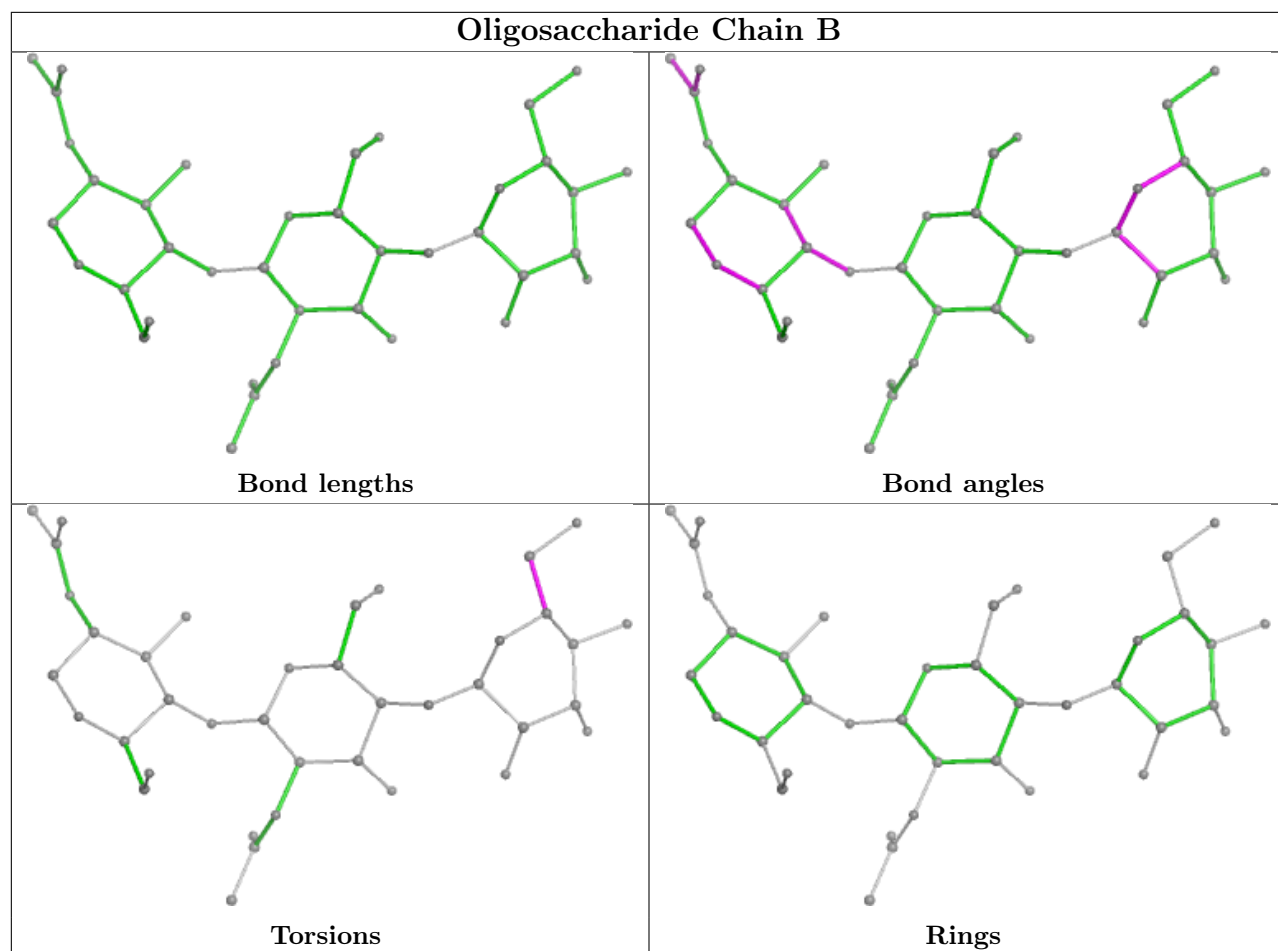 Oligosaccharide Chain B
Bond lengths
Bond angles
Torsions
Rings